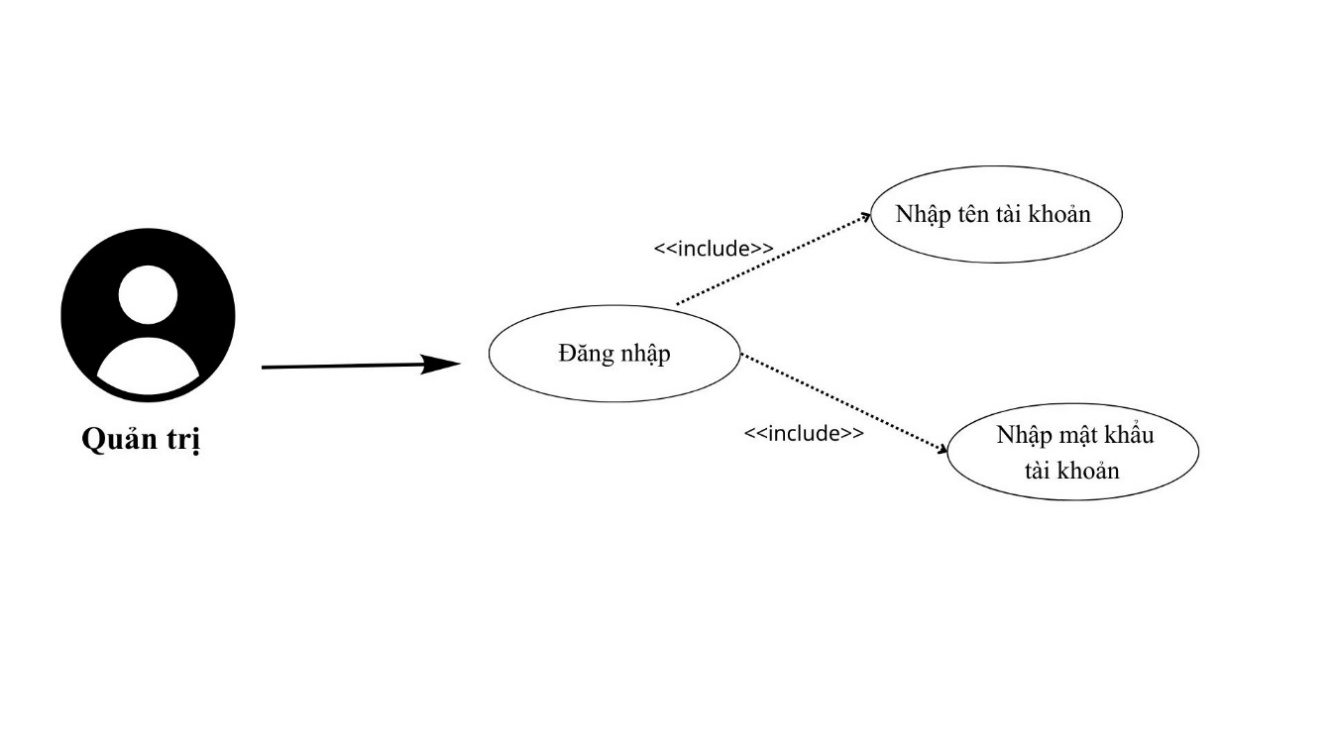 Nhập tên tài khoản
<<include>>
Đăng nhập
Quản trị
<<include>>
Nhập mật khẩu
tài khoản